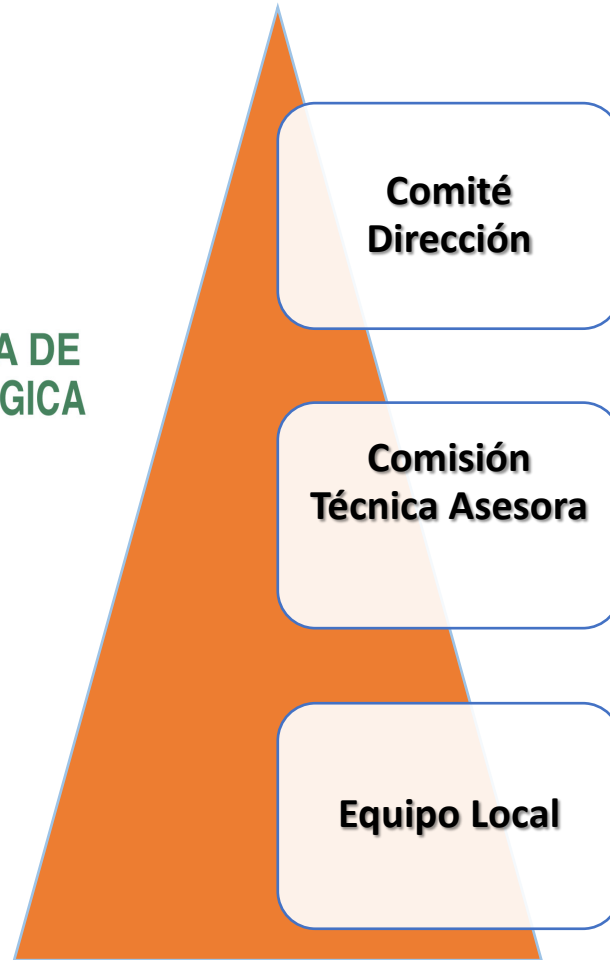 Comité
Dirección
A DE
GICA
Comisión
Técnica Asesora
Equipo Local